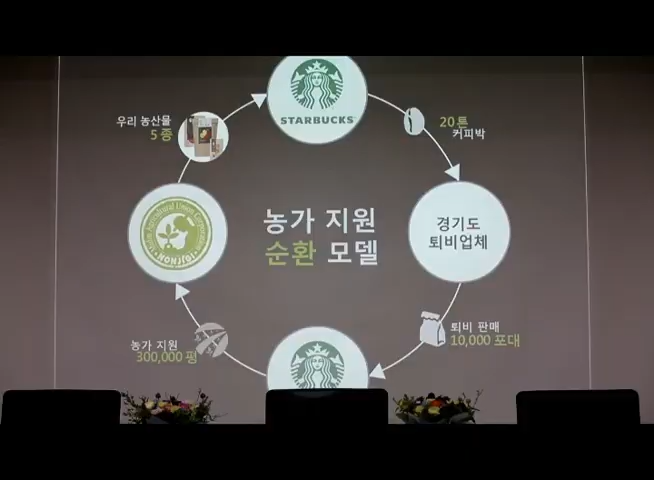 STARBUCKS
우리 농산물
5종
20톤
커피박
농가 지원
순환 모델
경기도
퇴비업체
퇴비 판매
10,000 포대
농가 지원
300,000 평